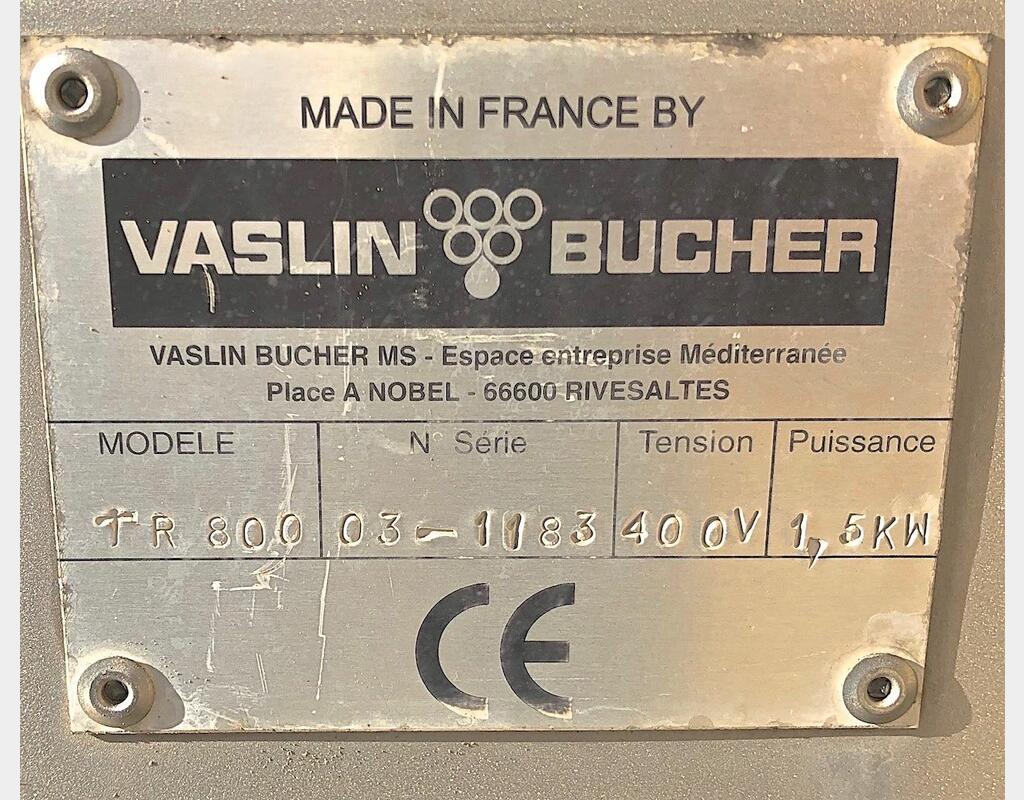 MADE IN FRANCE BY
VASLIN BUCHER
VASLIN BUCHER MS - Espace entreprise Méditerranée
Place A NOBEL - 66600 RIVESALTES
MODELE N° Série Tension Puissance
TR 800 03-1183 400V 1,5KW
CE